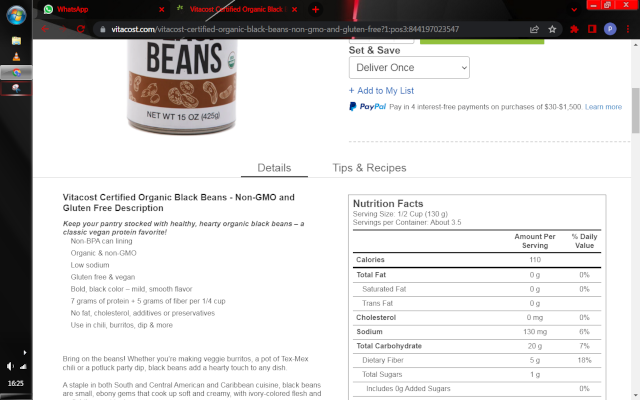 WhatsApp
Vitacost Certified Organic Black B
vitacost.com/vitacost-certified-organic-black-beans-non-gmo-and-gluten-free?1:pos3:844197023547
P
BEANS
NET WT 15 OZ (425g)
Set & Save
Deliver Once
+ Add to My List
PayPal Pay in 4 interest-free payments on purchases of $30-$1,500. Learn more
Details
Tips & Recipes
Vitacost Certified Organic Black Beans - Non-GMO and
Gluten Free Description
Keep your pantry stocked with healthy, hearty organic black beans – a
classic vegan protein favorite!
Non-BPA can lining
Organic & non-GMO
Low sodium
Gluten free & vegan
Bold, black color – mild, smooth flavor
7 grams of protein + 5 grams of fiber per 1/4 cup
No fat, cholesterol, additives or preservatives
Use in chili, burritos, dip & more
Bring on the beans! Whether you're making veggie burritos, a pot of Tex-Mex
chili or a potluck party dip, black beans add a hearty touch to any dish.
A staple in both South and Central American and Caribbean cuisine, black beans
are small, ebony gems that cook up soft and creamy, with ivory-colored flesh and
Nutrition Facts
Serving Size: 1/2 Cup (130 g)
Servings per Container: About 3.5
Amount Per
Serving
% Daily
Value
Calories 110
Total Fat 0 g 0%
Saturated Fat 0 g 0%
Trans Fat 0 g
Cholesterol 0 mg 0%
Sodium 130 mg 6%
Total Carbohydrate 20 g 7%
Dietary Fiber 5 g 18%
Total Sugars 1 g
Includes 0g Added Sugars 0%
16:25